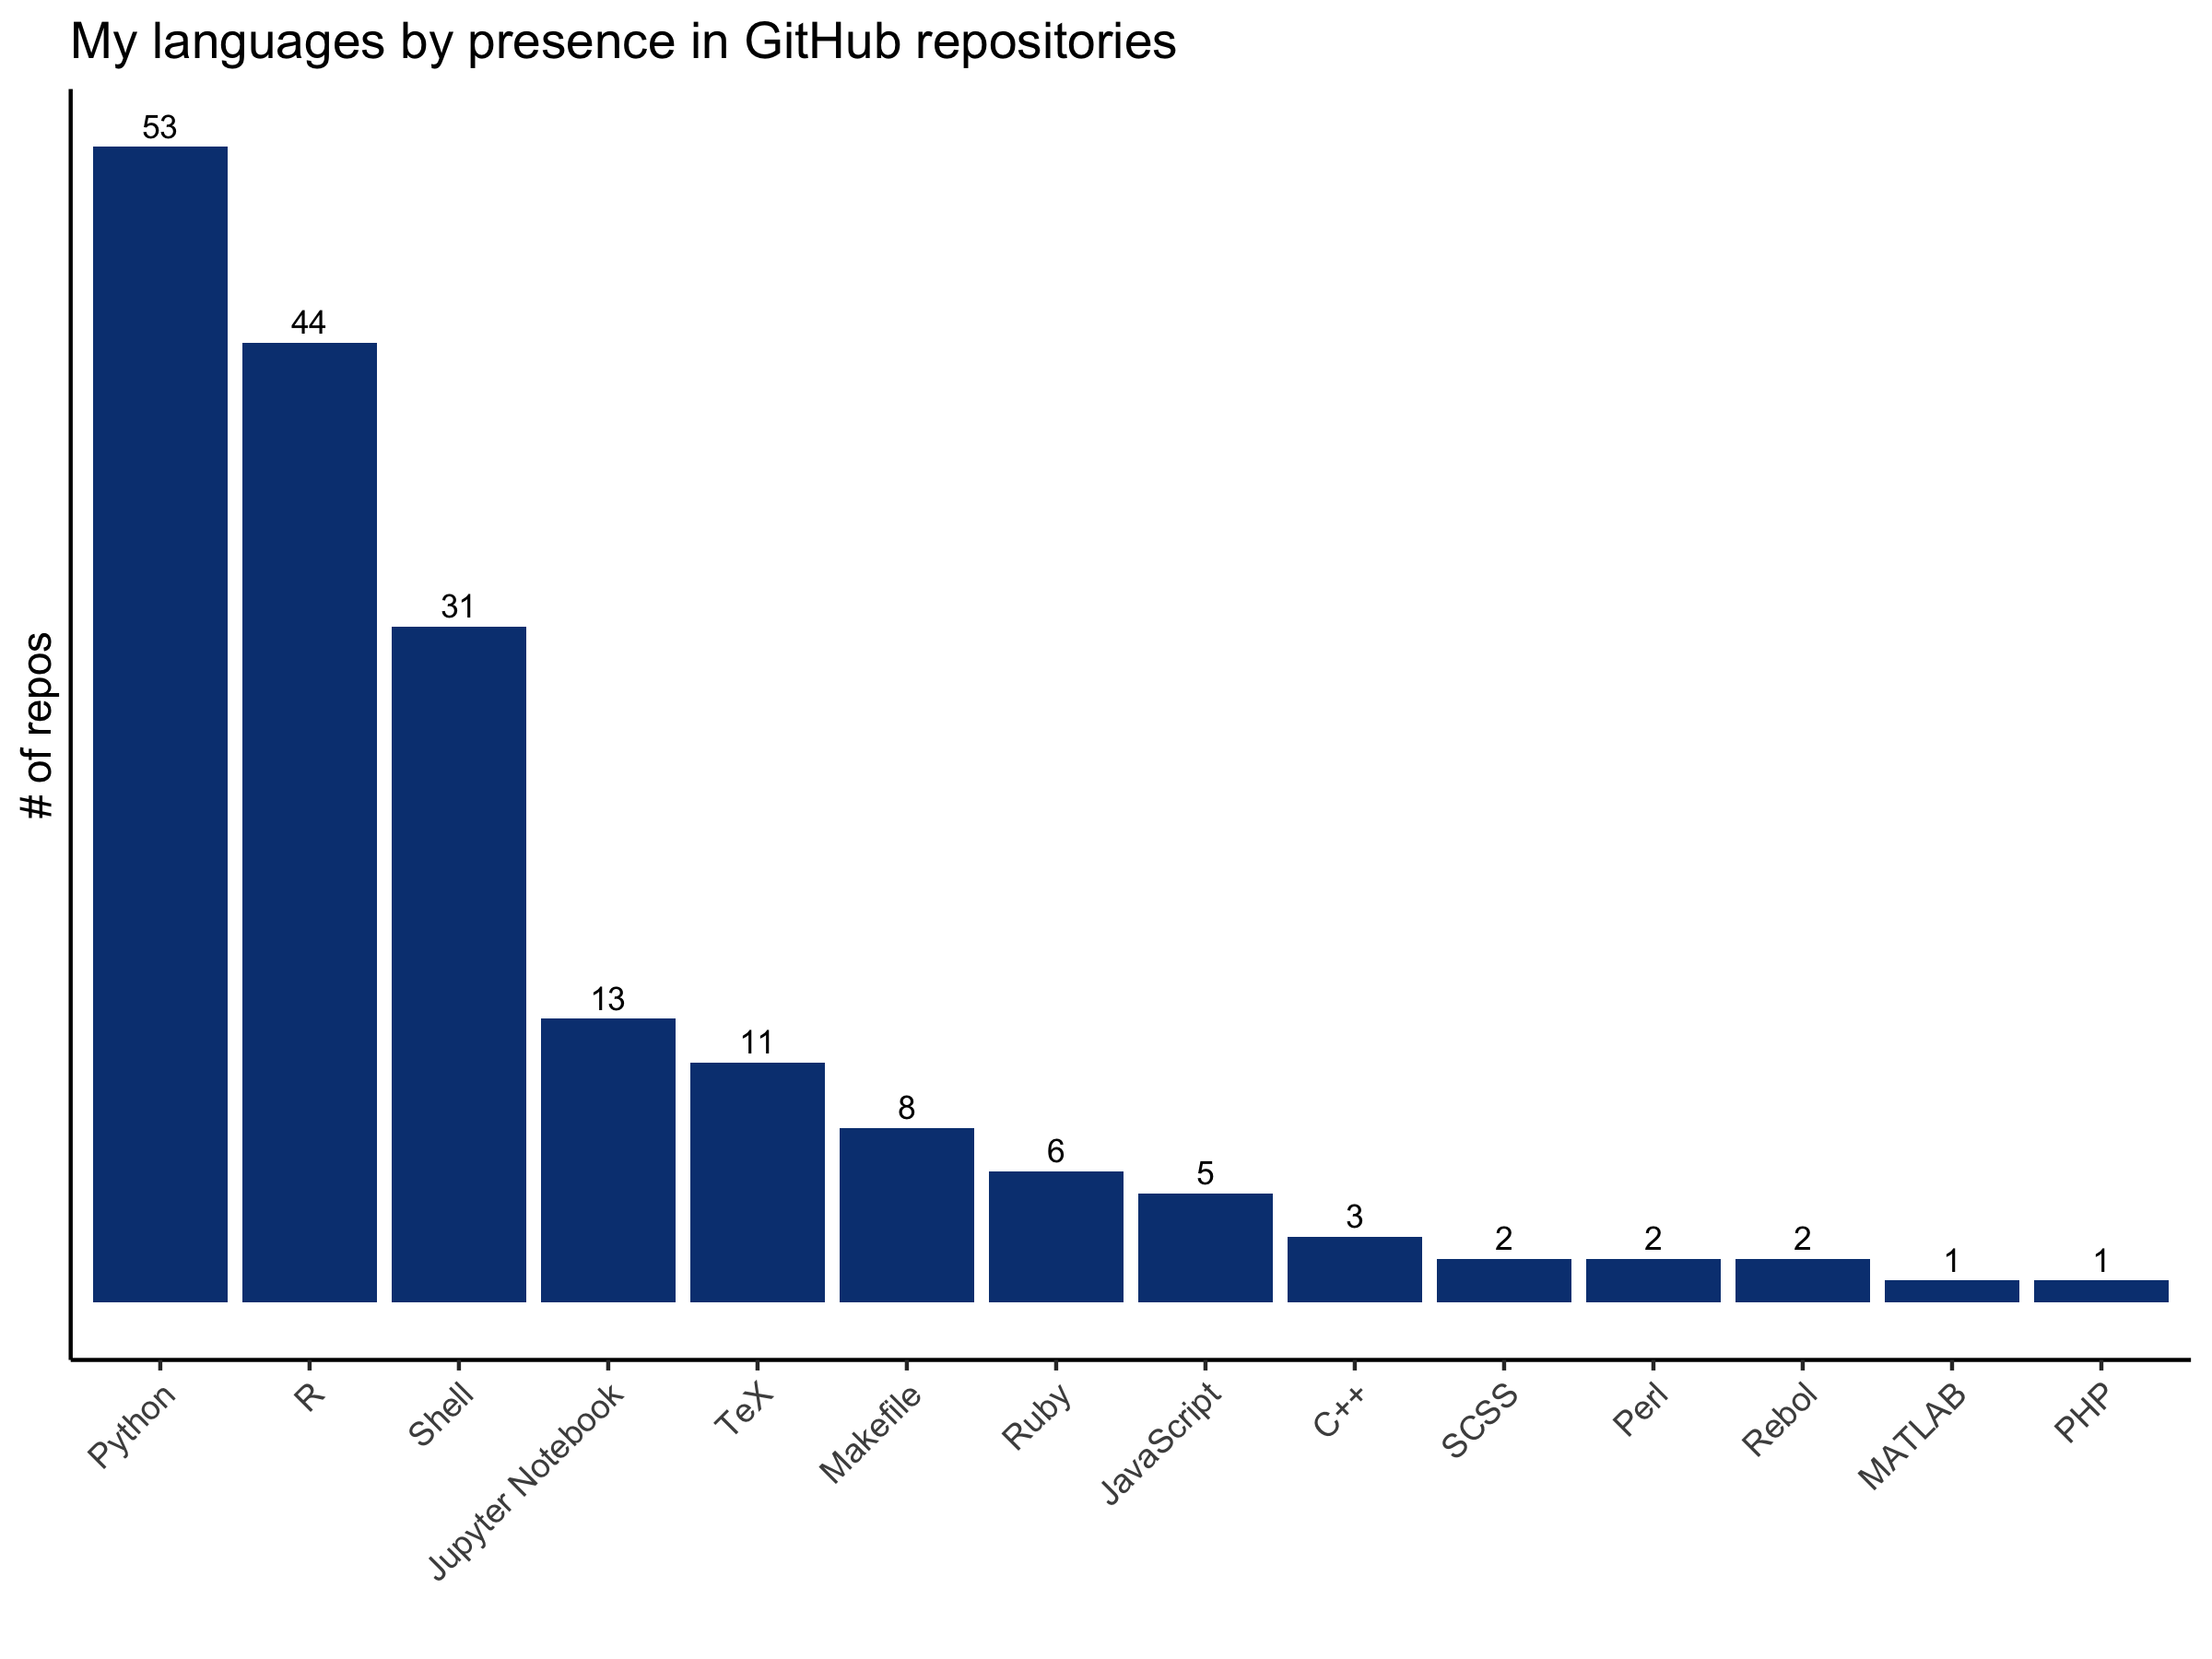 My languages by presence in GitHub repositories
# of repos
53
44
31
13
11
8
6
5
3
2
2
2
1
1
Python
R
Shell
Jupyter Notebook
TeX
Makefile
Ruby
JavaScript
C++
SCSS
Perl
Rebol
MATLAB
PHP